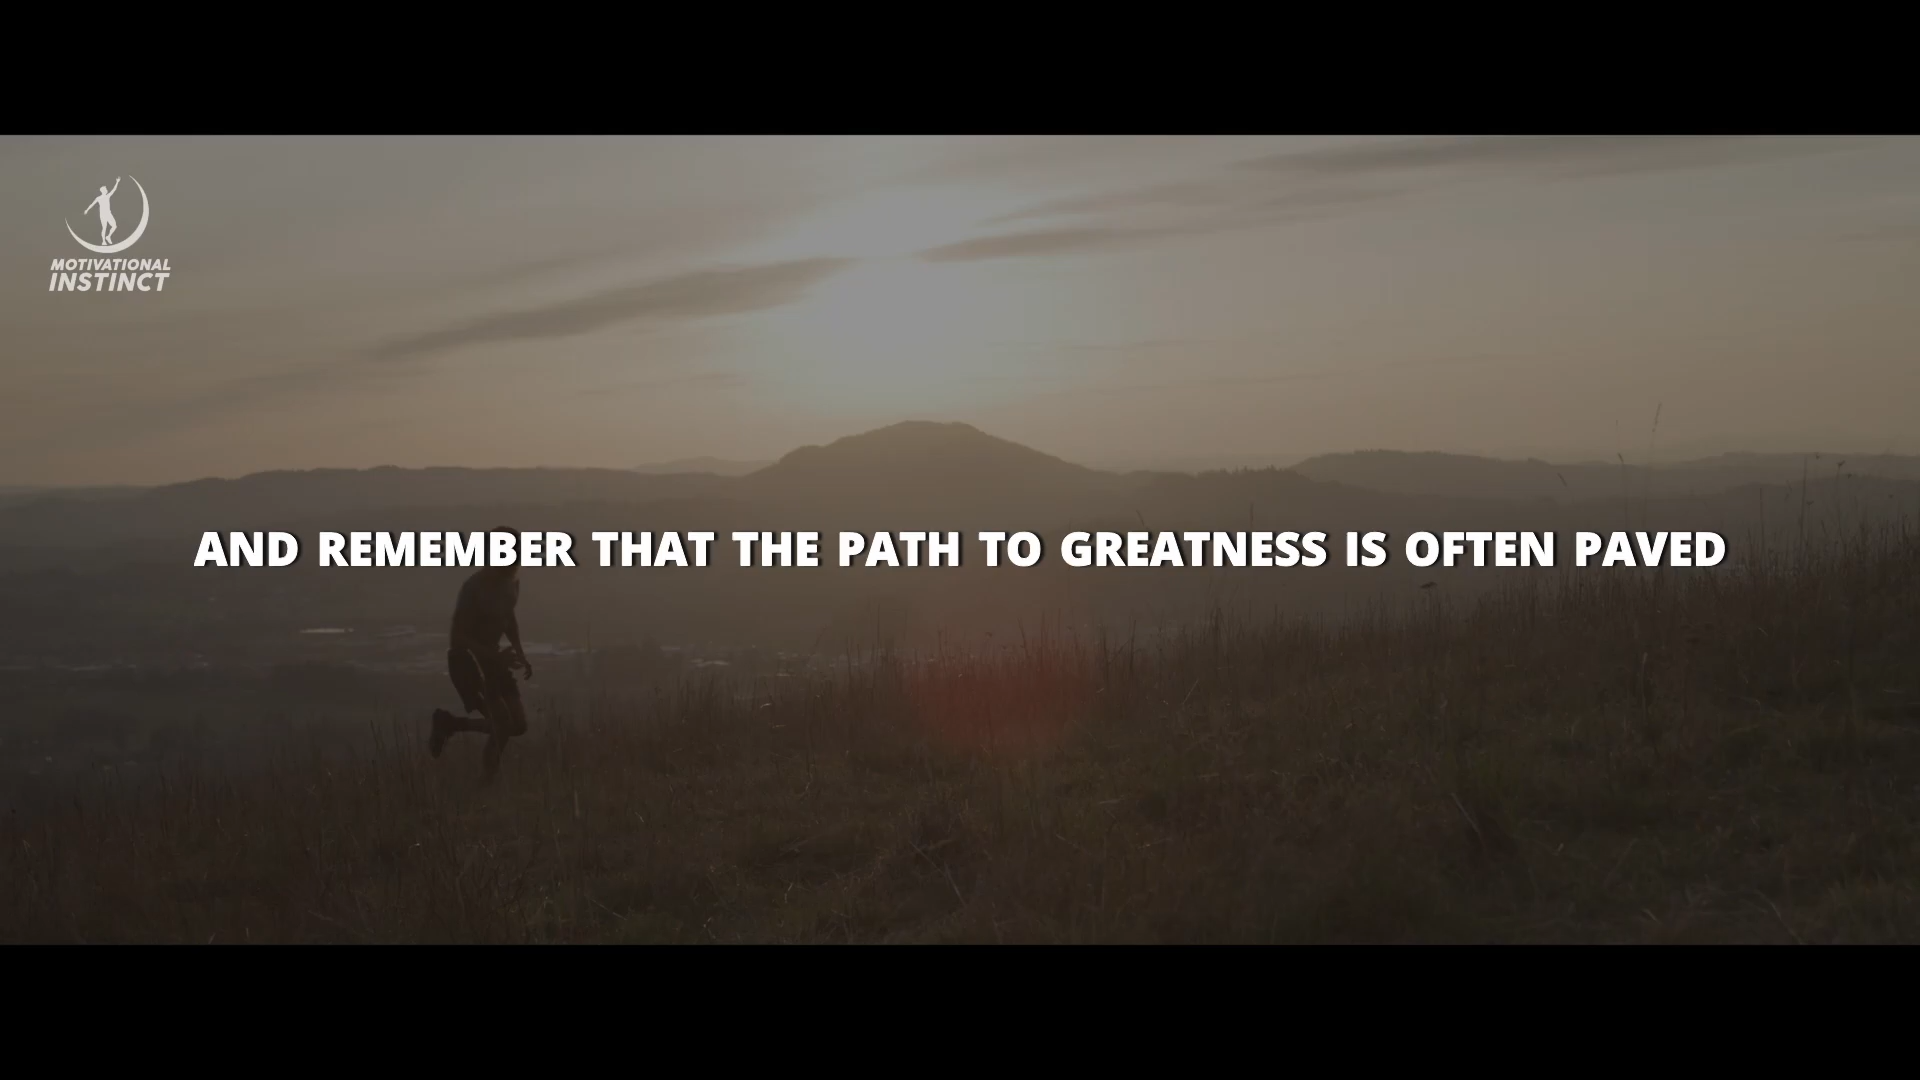 MOTIVATIONAL
INSTINCT
AND REMEMBER THAT THE PATH TO GREATNESS IS OFTEN PAVED